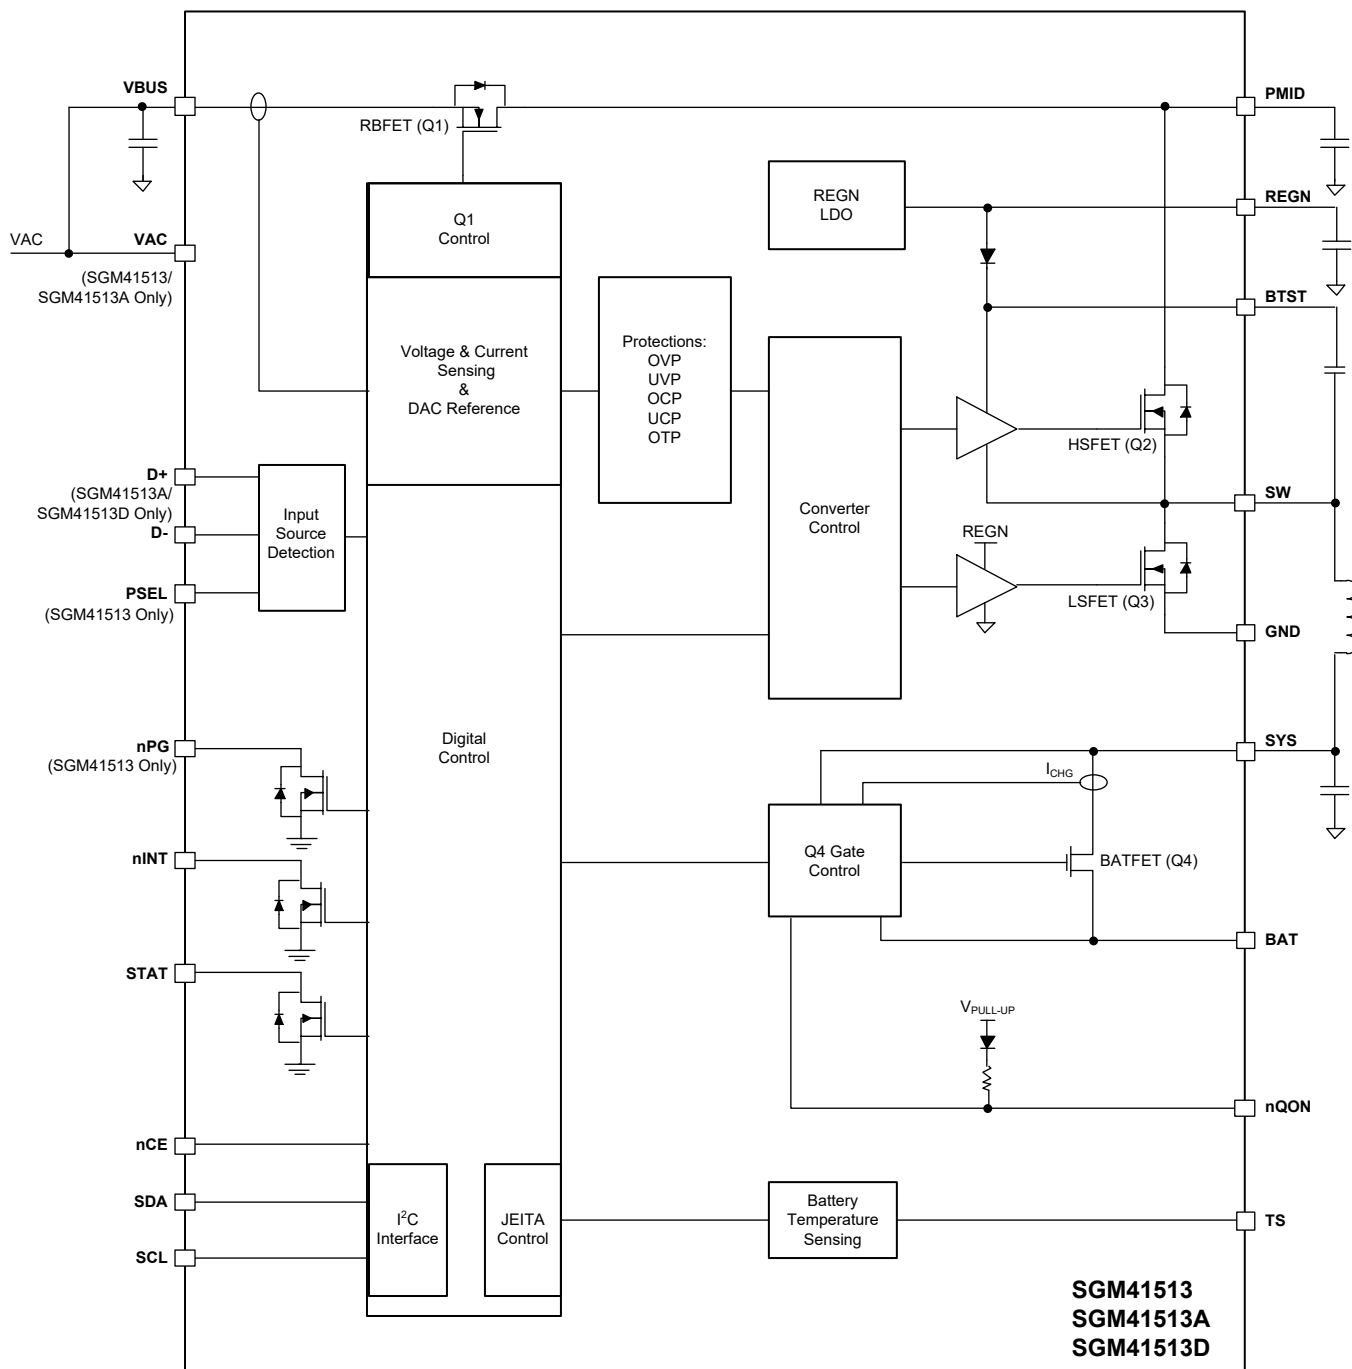 VBUS
PMID
RBFET (Q1)
REGN
LDO
REGN
Q1
Control
VAC
VAC
(SGM41513/
SGM41513A Only)
BTST
Protections:
OVP
UVP
OCP
UCP
OTP
Voltage & Current
Sensing
&
DAC Reference
HSFET (Q2)
D+
(SGM41513A/
SGM41513D Only)
D-
Input
Source
Detection
SW
Converter
Control
REGN
PSEL
(SGM41513 Only)
LSFET (Q3)
GND
nPG
(SGM41513 Only)
Digital
Control
SYS
ICHG
nINT
Q4 Gate
Control
BATFET (Q4)
BAT
STAT
VPULL-UP
nQON
nCE
SDA
SCL
I2C
Interface
JEITA
Control
Battery
Temperature
Sensing
TS
SGM41513
SGM41513A
SGM41513D